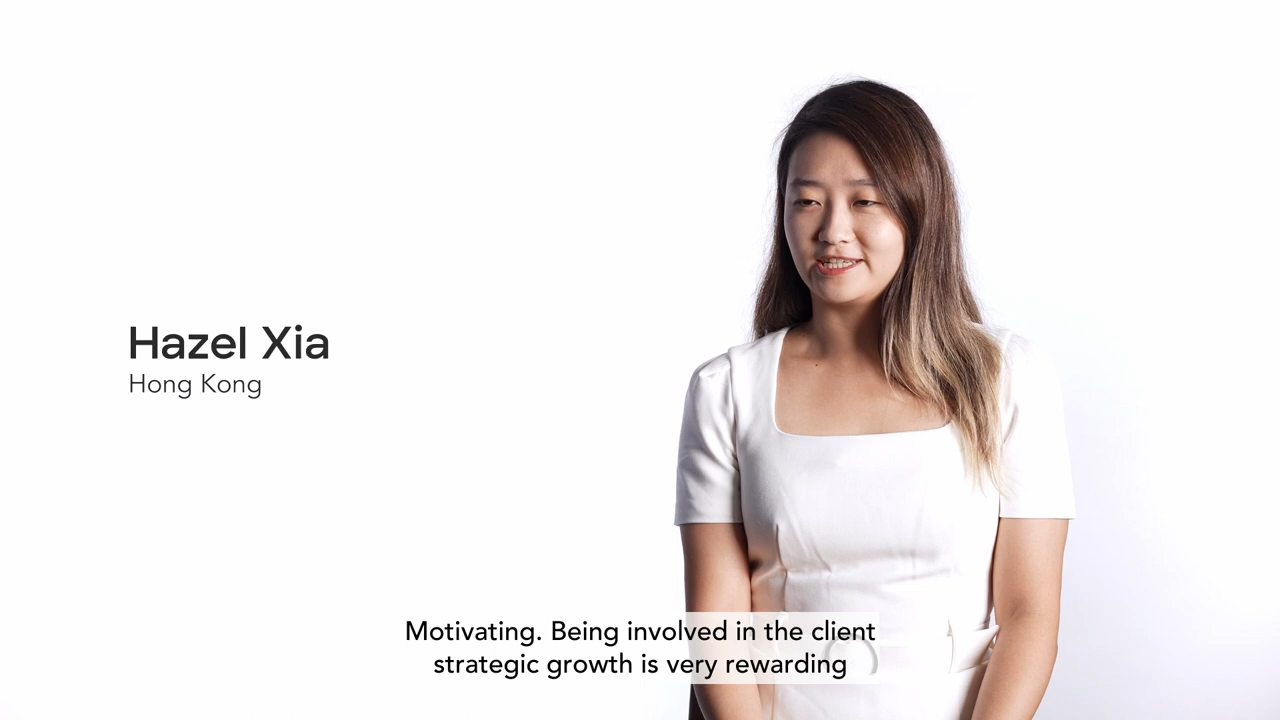 Hazel Xia
Hong Kong
Motivating. Being involved in the client
strategic growth is very rewarding